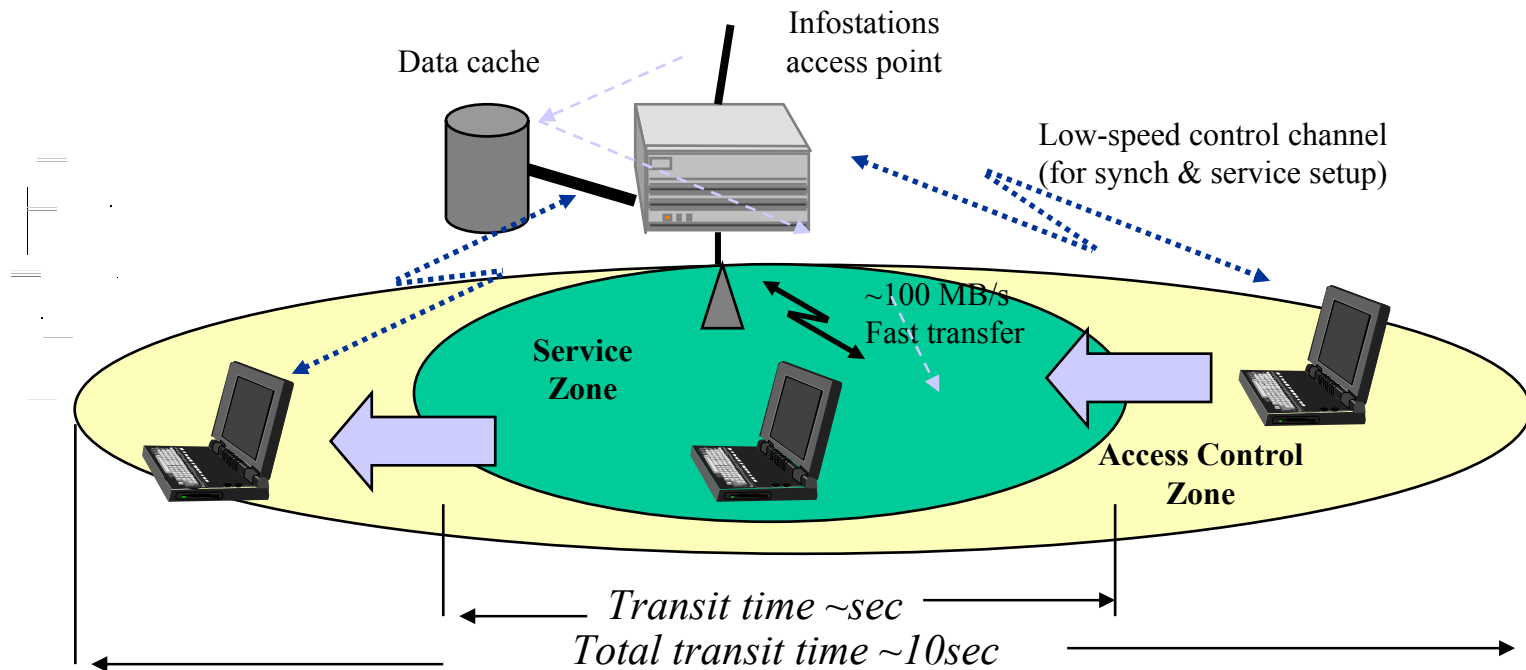 Infostations
access point
Data cache
Low-speed control channel
(for synch & service setup)
~100 MB/s
Fast transfer
Service
Zone
Access Control
Zone
Transit time ~sec
Total transit time ~10sec